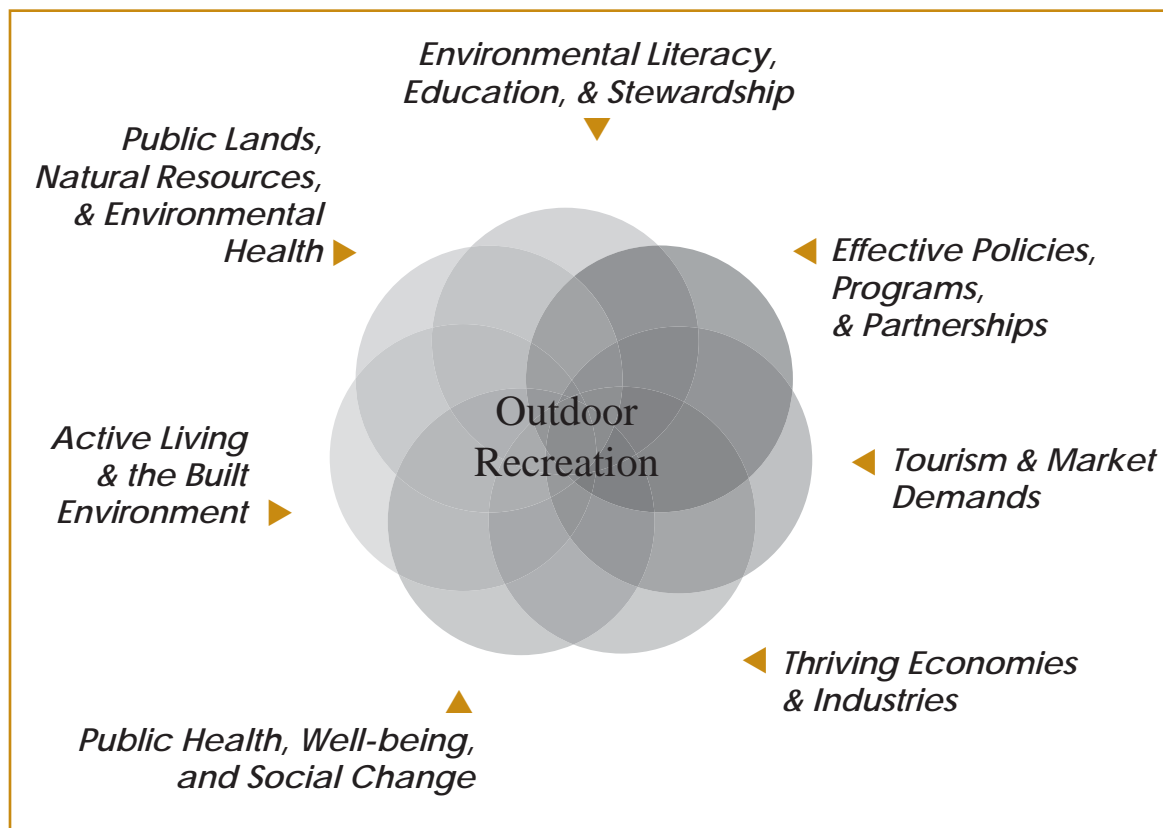 Environmental Literacy,
Education, & Stewardship
Public Lands,
Natural Resources,
& Environmental
Health
Effective Policies,
Programs,
& Partnerships
Outdoor
Recreation
Active Living
& the Built
Environment
Tourism & Market
Demands
Thriving Economies
& Industries
Public Health, Well-being,
and Social Change